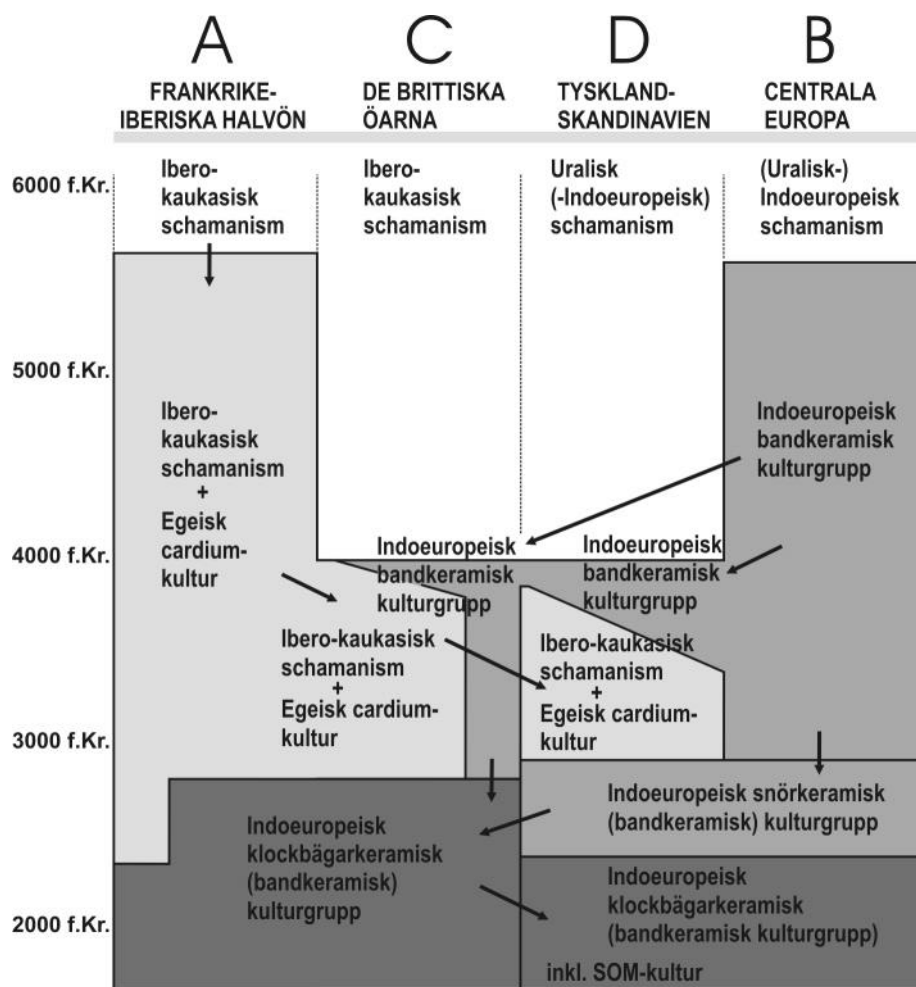 A
C
D
B
FRANKRIKE-
IBERISKA HALVÖN
DE BRITTISKA
ÖARNA
TYSKLAND-
SKANDINAVIEN
CENTRALA
EUROPA
6000 f.Kr.
Ibero-
kaukasisk
schamanism
Ibero-
kaukasisk
schamanism
Uralisk
(-Indoeuropeisk)
schamanism
(Uralisk-)
Indoeuropeisk
schamanism
5000 f.Kr.
Ibero-
kaukasisk
schamanism
+
Egeisk
cardium-
kultur
Indoeuropeisk
bandkeramisk
kulturgrupp
4000 f.Kr.
Indoeuropeisk
bandkeramisk
kulturgrupp
Indoeuropeisk
bandkeramisk
kulturgrupp
Ibero-kaukasisk
schamanism
+
Egeisk cardium-
kultur
Ibero-kaukasisk
schamanism
+
Egeisk cardium-
kultur
3000 f.Kr.
Indoeuropeisk snörkeramisk
(bandkeramisk) kulturgrupp
Indoeuropeisk
klockbägarkeramisk
(bandkeramisk)
kulturgrupp
Indoeuropeisk
klockbägarkeramisk
(bandkeramisk kulturgrupp)
2000 f.Kr.
inkl. SOM-kultur